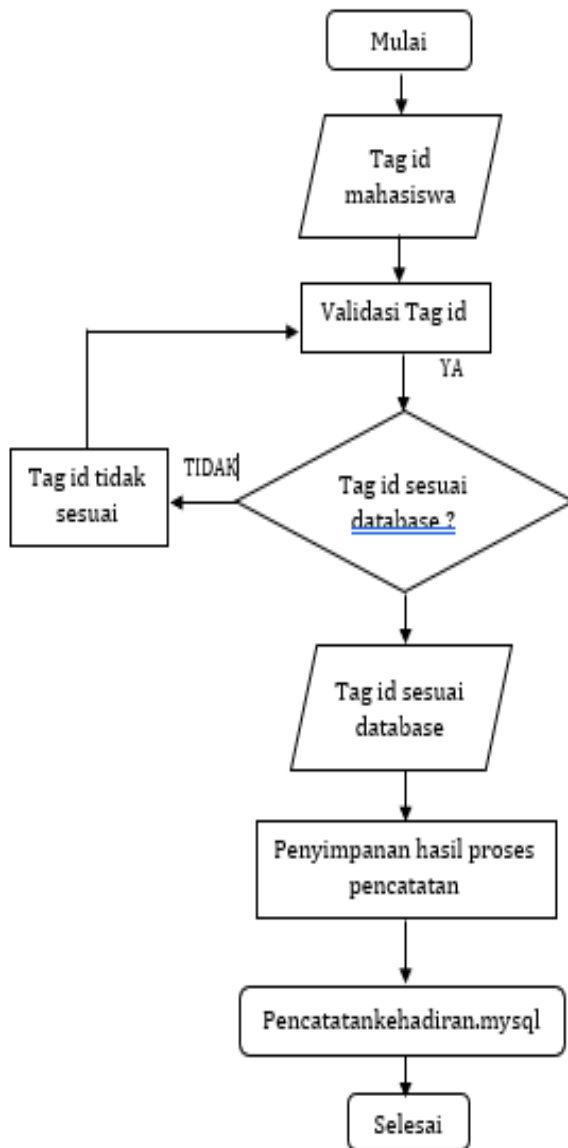 Mulai
Tag id
mahasiswa
Validasi Tag id
YA
Tag id tidak
sesuai
TIDAK
Tag id sesuai
database ?
Tag id sesuai
database
Penyimpanan hasil proses
pencatatan
Pencatatankehadiran.mysql
Selesai